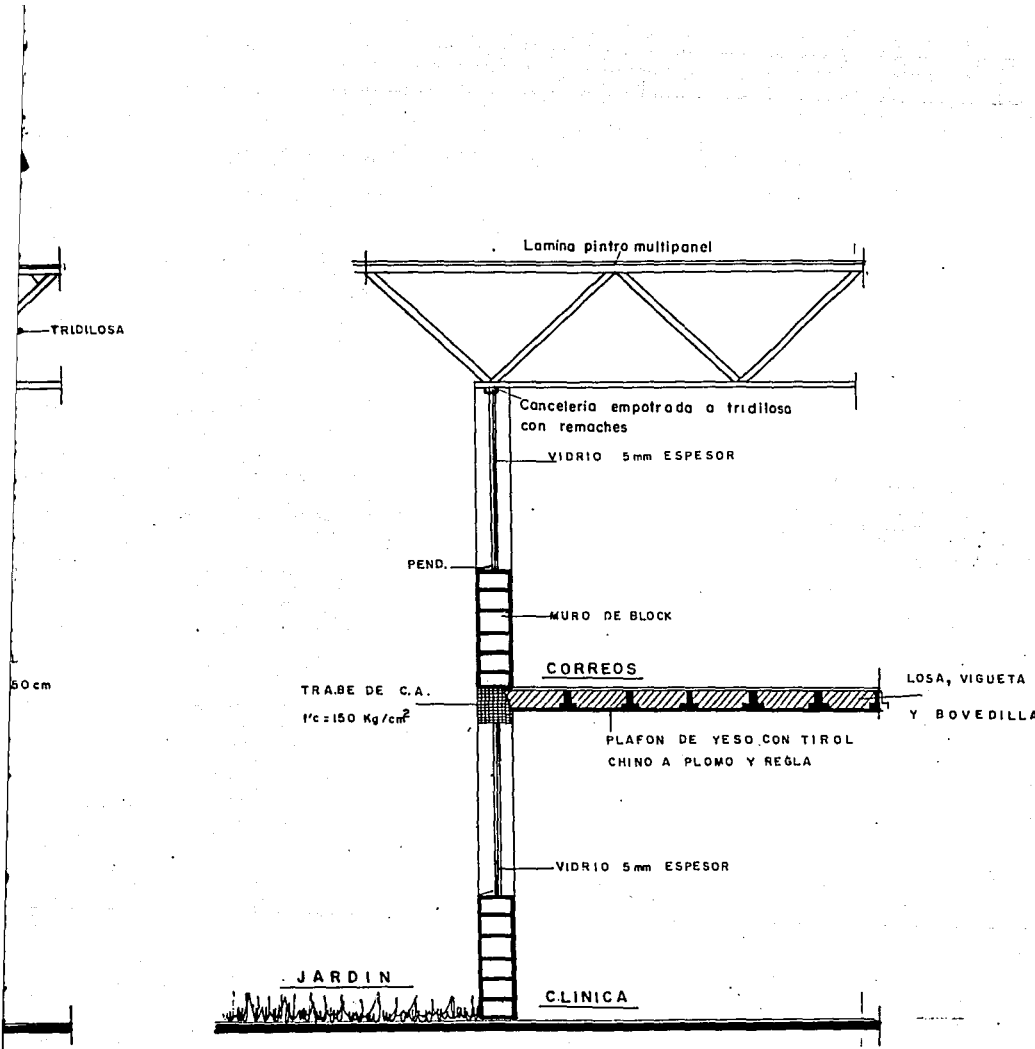 Lamina pintro multipanel
TRIDILOSA
Canceleria empotrada a tridilosa
con remaches
VIDRIO 5mm ESPESOR
PEND.
MURO DE BLOCK
CORREOS
50 cm
TRABE DE C.A.
f'c=150 Kg/cm²
LOSA, VIGUETA
Y BOVEDILLA
PLAFON DE YESO CON TIROL
CHINO A PLOMO Y REGLA
VIDRIO 5mm ESPESOR
JARDIN
CLINICA